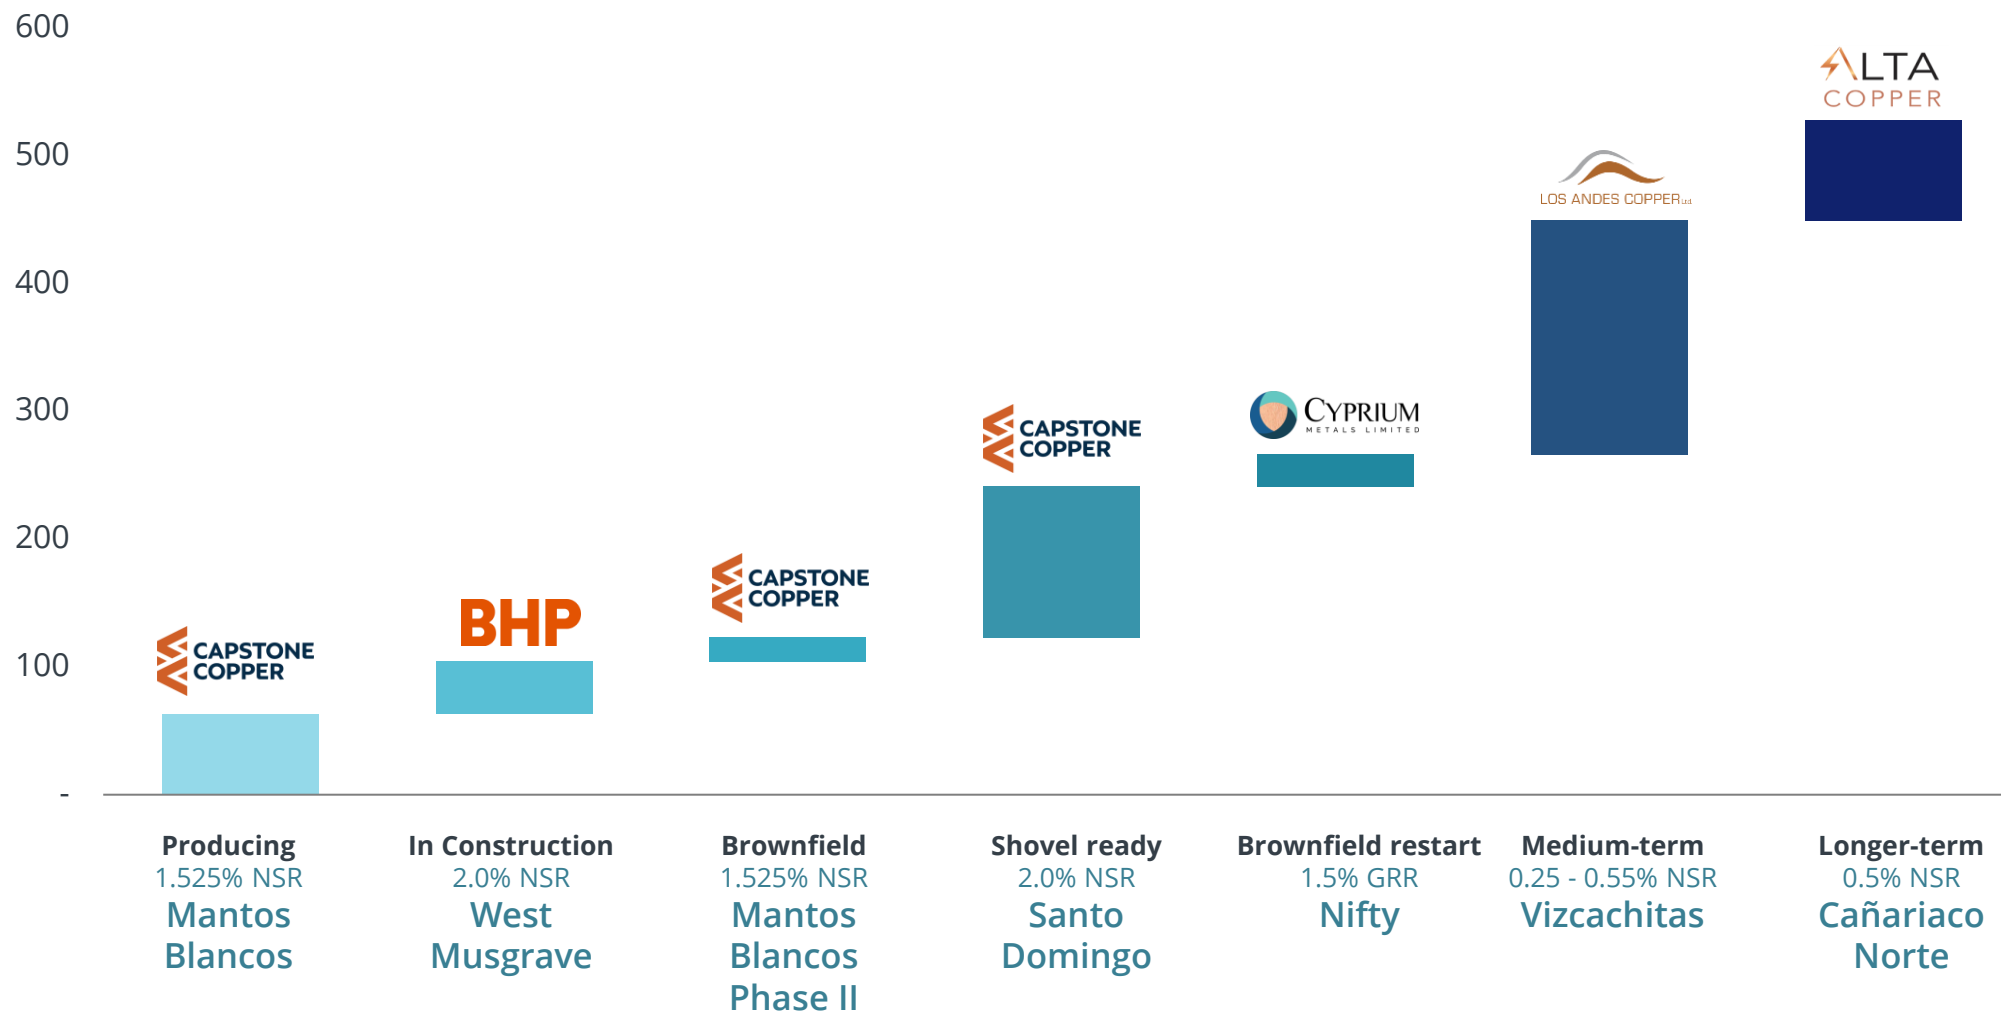 600
500
400
300
200
100
-
ALTA
COPPER
LOS ANDES COPPER Ltd.
CYPRIUM
METALS LIMITED
CAPSTONE
COPPER
CAPSTONE
COPPER
BHP
CAPSTONE
COPPER
Producing
1.525% NSR
Mantos
Blancos
In Construction
2.0% NSR
West
Musgrave
Brownfield
1.525% NSR
Mantos
Blancos
Phase II
Shovel ready
2.0% NSR
Santo
Domingo
Brownfield restart
1.5% GRR
Nifty
Medium-term
0.25 - 0.55% NSR
Vizcachitas
Longer-term
0.5% NSR
Cañariaco
Norte